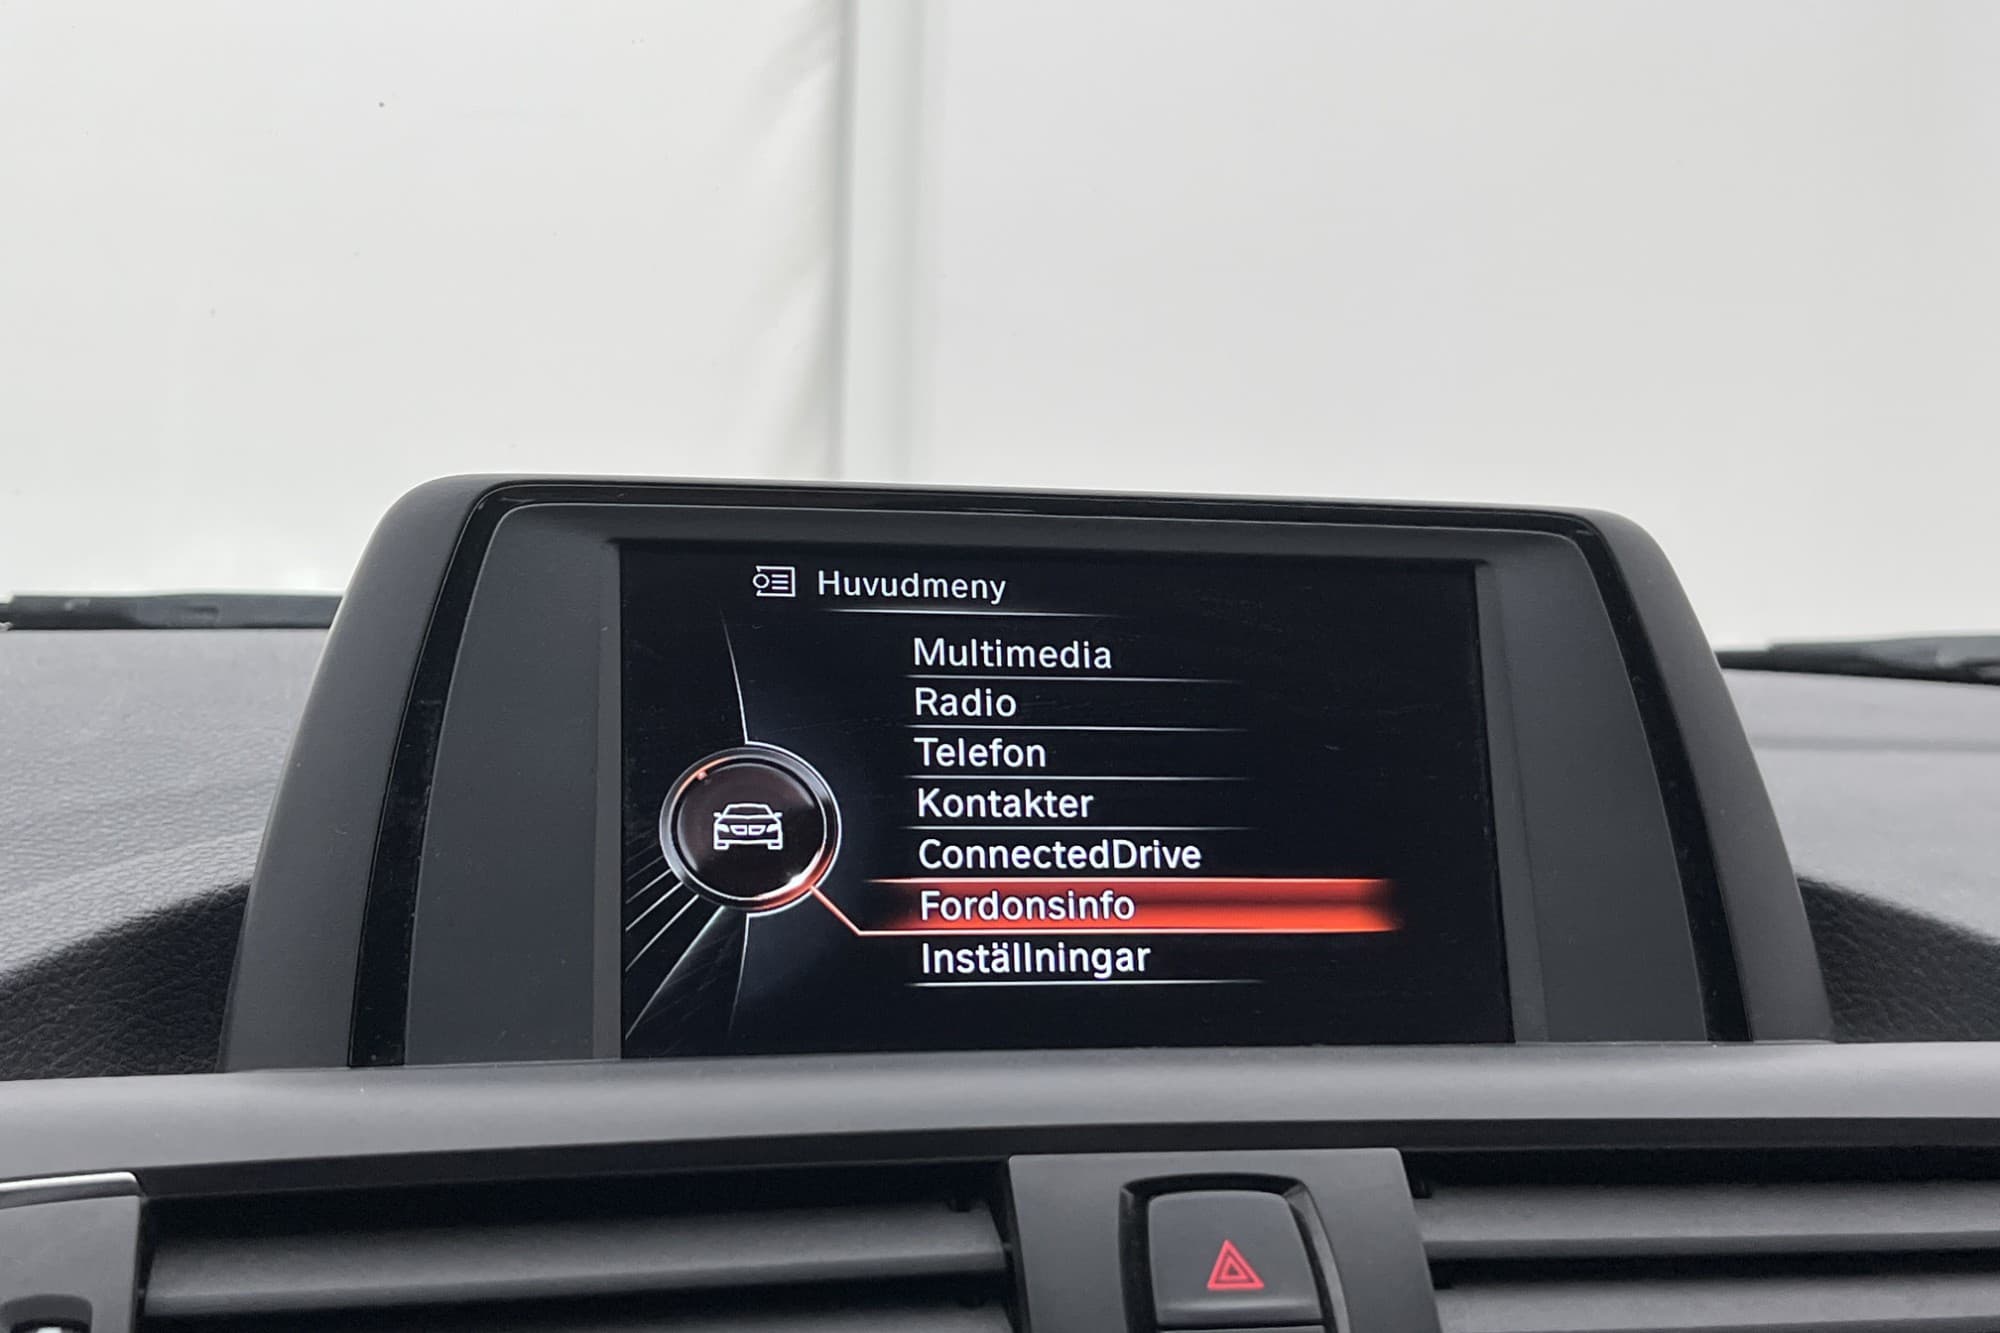 Huvudmeny
Multimedia
Radio
Telefon
Kontakter
ConnectedDrive
Fordonsinfo
Inställningar